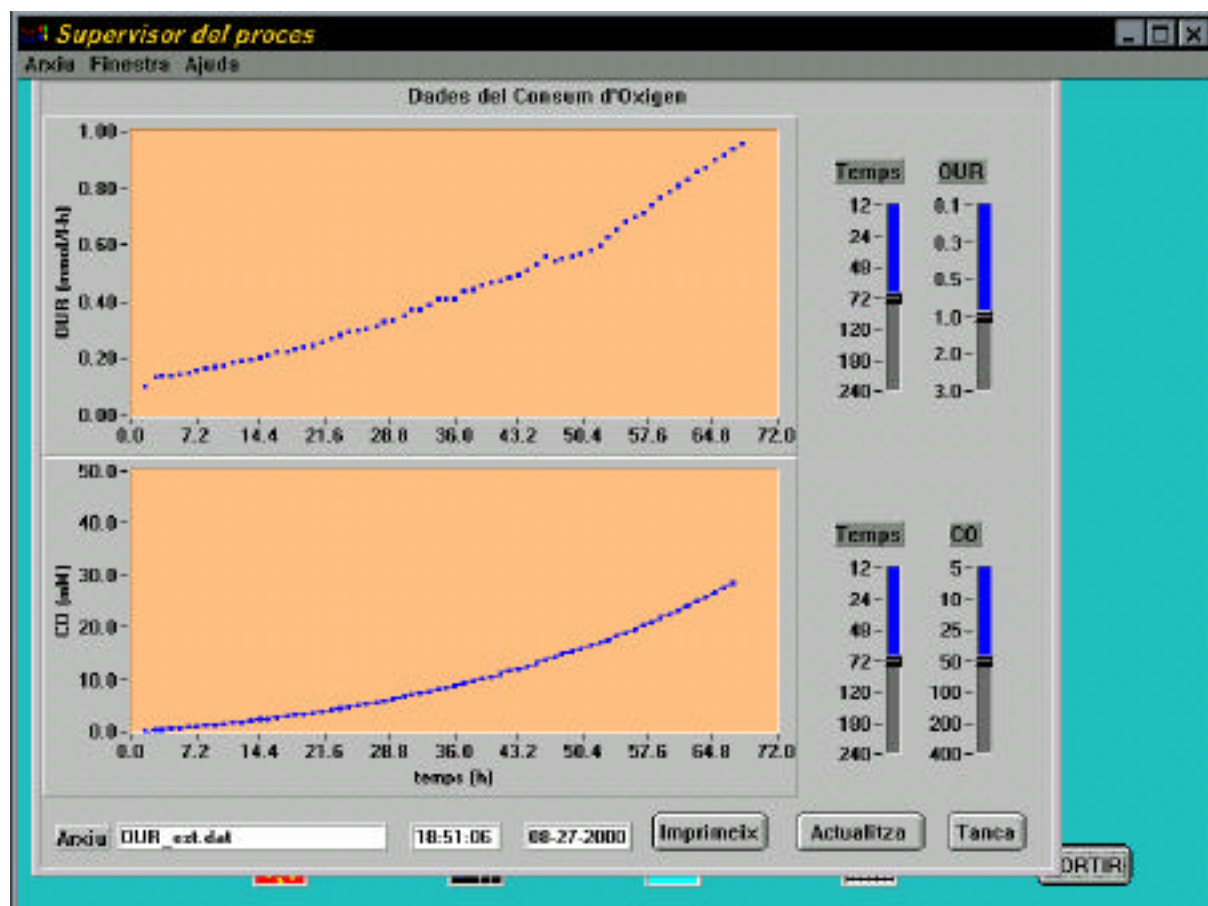 Supervisor del proces
Arxiu Finestra Ajuda
Dades del Consum d'Oxigen
OUR (mmol/l·h)
1.00
0.80
0.60
0.40
0.20
0.00
0.0 7.2 14.4 21.6 28.8 36.0 43.2 50.4 57.6 64.8 72.0
Temps OUR
12 0.1
24 0.3
48 0.5
72 1.0
120 2.0
180 3.0
240
CO (mM)
50.0
40.0
30.0
20.0
10.0
0.0
0.0 7.2 14.4 21.6 28.8 36.0 43.2 50.4 57.6 64.8 72.0
temps (h)
Temps CO
12 5
24 10
48 25
72 50
120 100
180 200
240 400
Arxiu OUR_ext.dat 18:51:06 08-27-2000 Imprimeix Actualitza Tanca
ORTIR